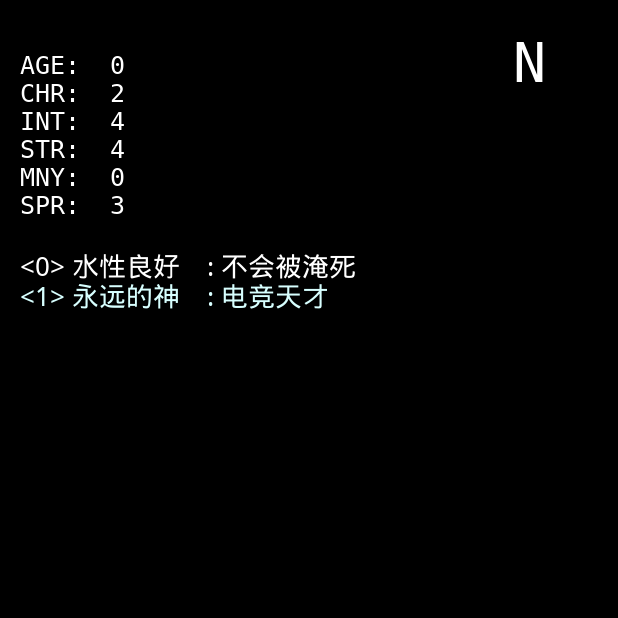 N
AGE: 0
CHR: 2
INT: 4
STR: 4
MNY: 0
SPR: 3
<0> 水性良好 :不会被淹死
<1> 永远的神 :电竞天才